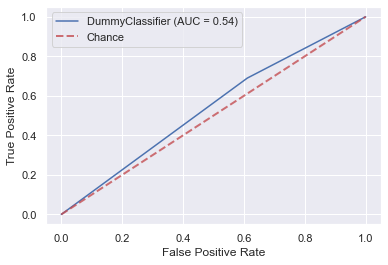 DummyClassifier (AUC = 0.54)
Chance
True Positive Rate
1.0
0.8
0.6
0.4
0.2
0.0
0.0 0.2 0.4 0.6 0.8 1.0
False Positive Rate